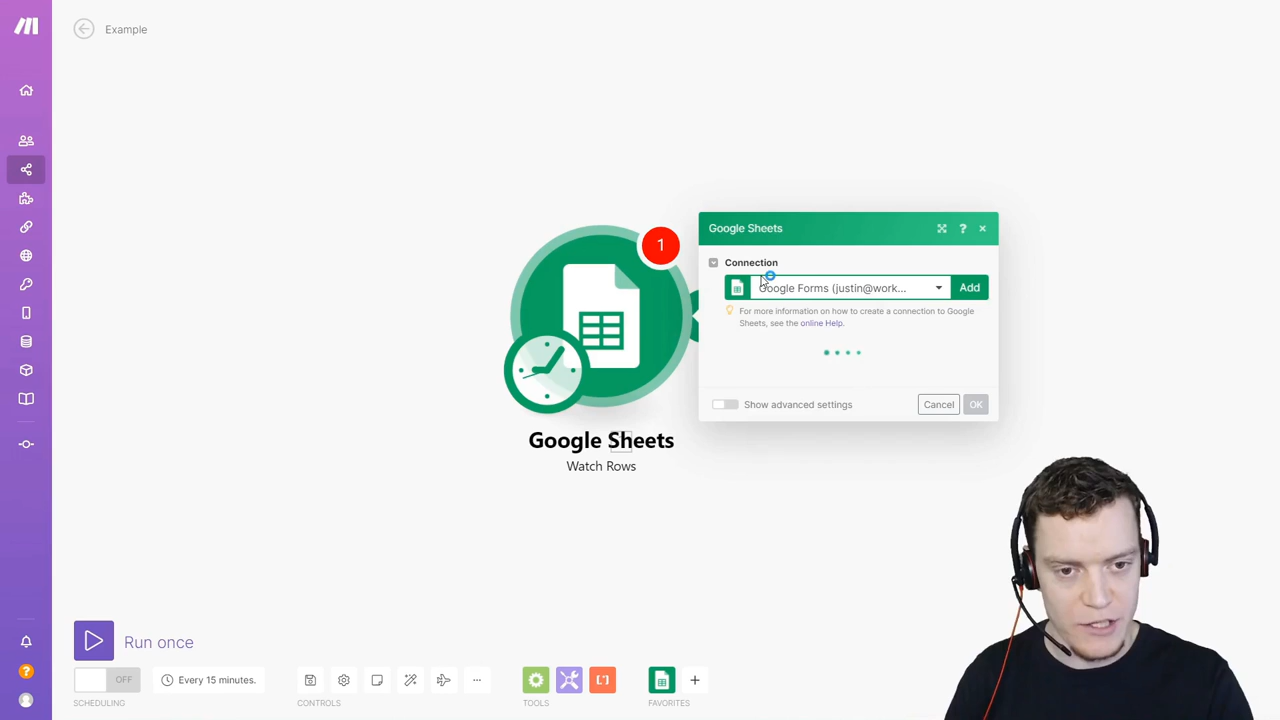 Example
1
Google Sheets
Connection
Google Forms (justin@work...
Add
For more information on how to create a connection to Google
Sheets, see the online Help.
Show advanced settings
Cancel
OK
Google Sheets
Watch Rows
Run once
OFF
Every 15 minutes.
SCHEDULING
CONTROLS
TOOLS
FAVORITES